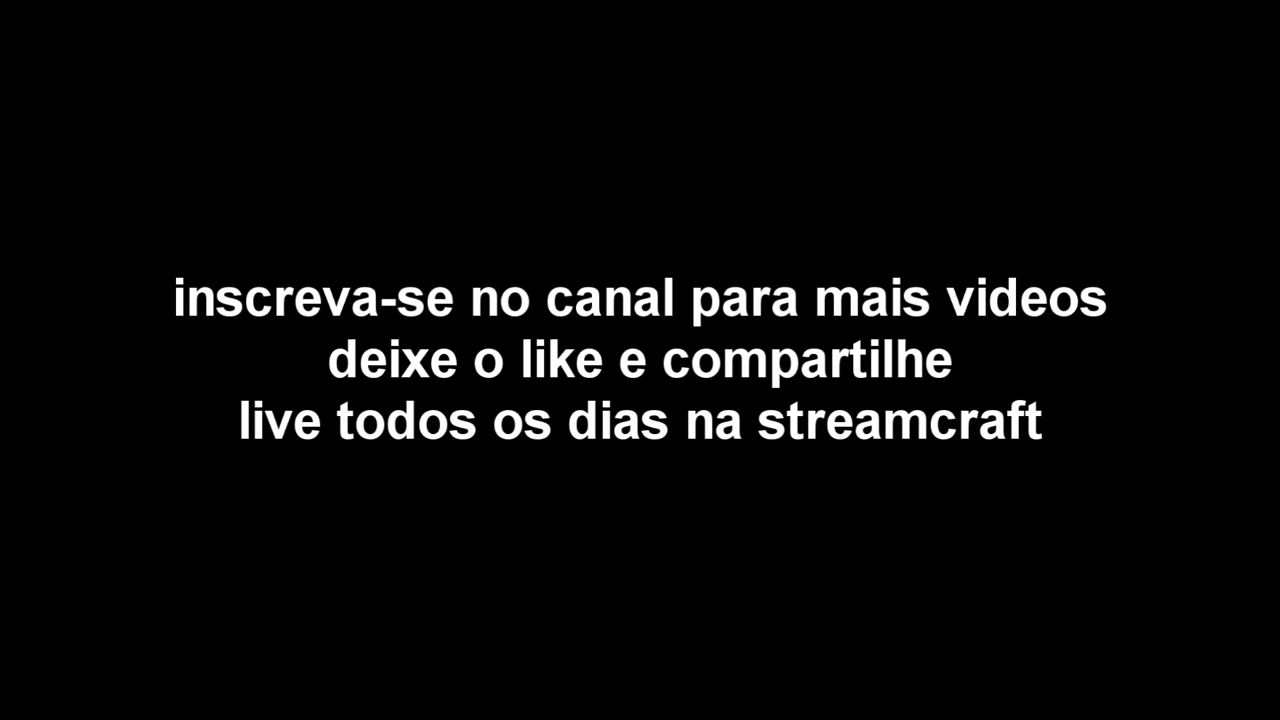 inscreva-se no canal para mais videos
deixe o like e compartilhe
live todos os dias na streamcraft